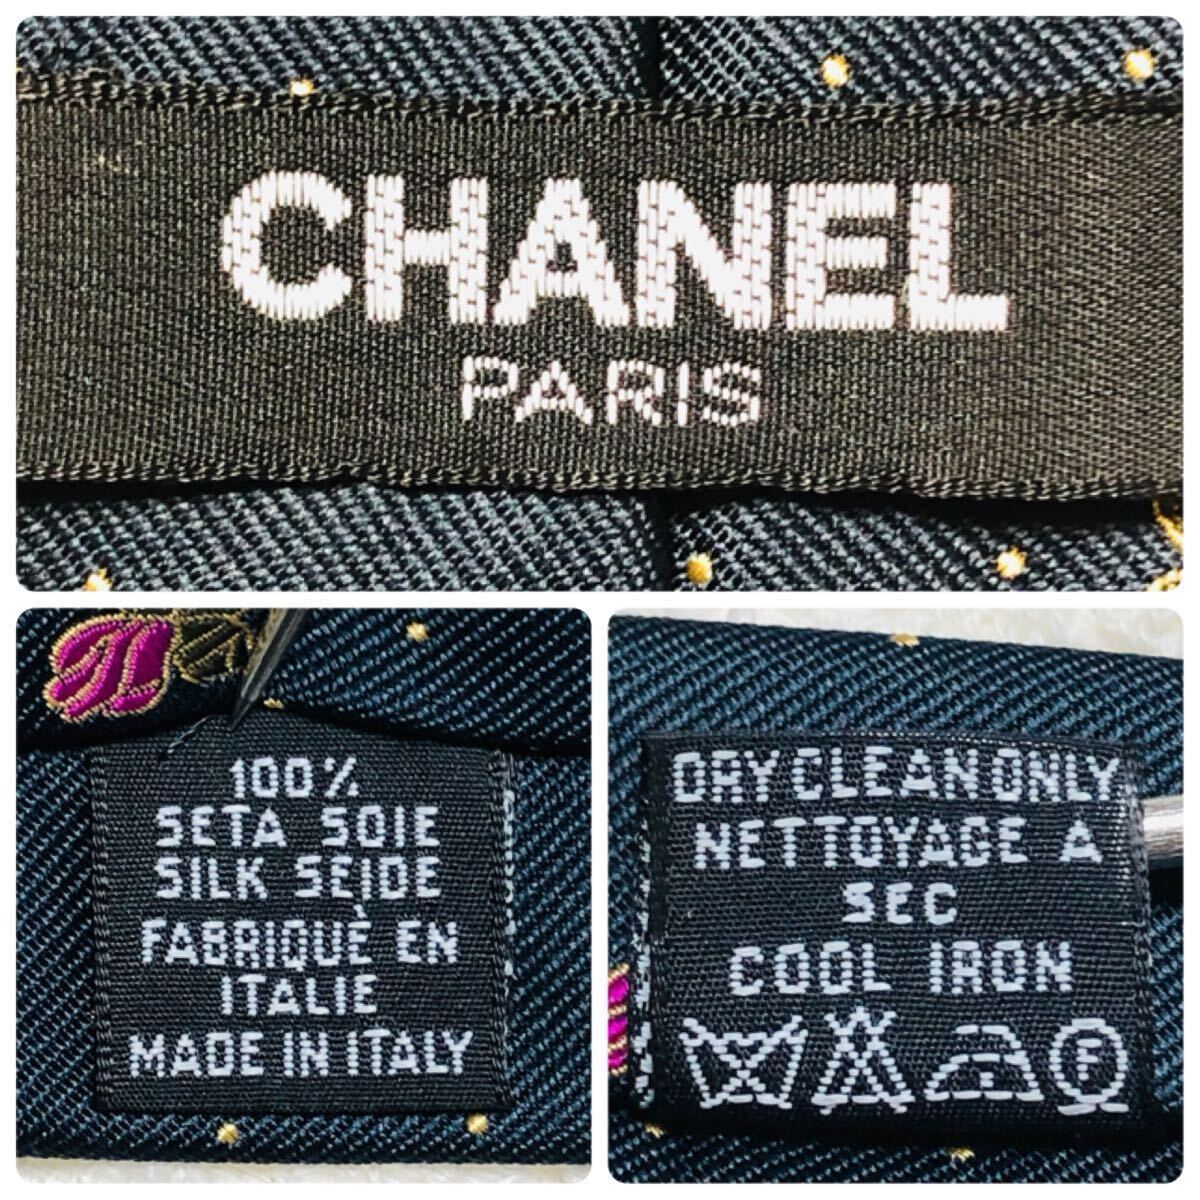 CHANEL
PARIS
100%
SETA SOIE
SILK SEIDE
FABRIQUÉ EN
ITALIE
MADE IN ITALY
DRY CLEAN ONLY
NETTOYAGE A
SEC
COOL IRON
F